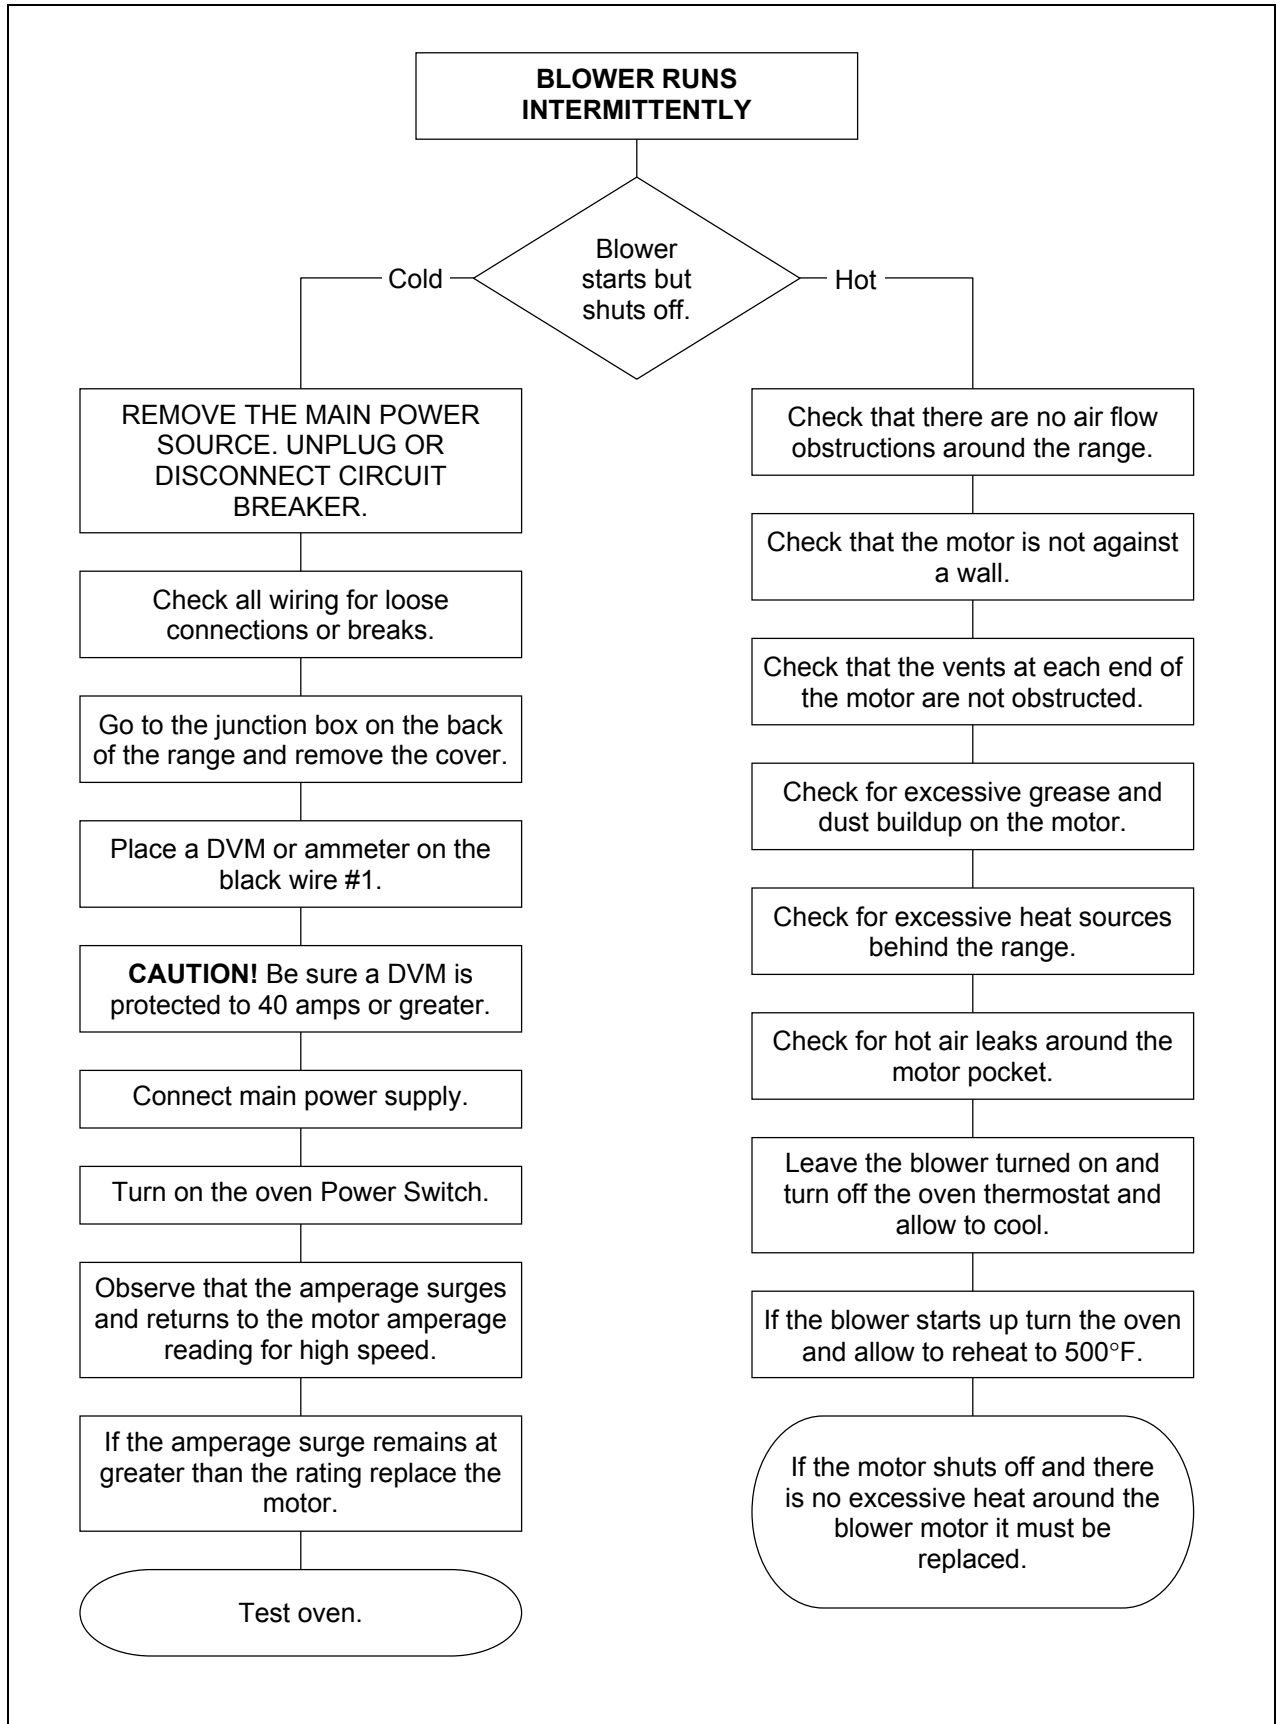 BLOWER RUNS
INTERMITTENTLY
Blower
starts but
shuts off.
Cold
Hot
REMOVE THE MAIN POWER
SOURCE. UNPLUG OR
DISCONNECT CIRCUIT
BREAKER.
Check all wiring for loose
connections or breaks.
Go to the junction box on the back
of the range and remove the cover.
Place a DVM or ammeter on the
black wire #1.
CAUTION! Be sure a DVM is
protected to 40 amps or greater.
Connect main power supply.
Turn on the oven Power Switch.
Observe that the amperage surges
and returns to the motor amperage
reading for high speed.
If the amperage surge remains at
greater than the rating replace the
motor.
Test oven.
Check that there are no air flow
obstructions around the range.
Check that the motor is not against
a wall.
Check that the vents at each end of
the motor are not obstructed.
Check for excessive grease and
dust buildup on the motor.
Check for excessive heat sources
behind the range.
Check for hot air leaks around the
motor pocket.
Leave the blower turned on and
turn off the oven thermostat and
allow to cool.
If the blower starts up turn the oven
and allow to reheat to 500°F.
If the motor shuts off and there
is no excessive heat around the
blower motor it must be
replaced.